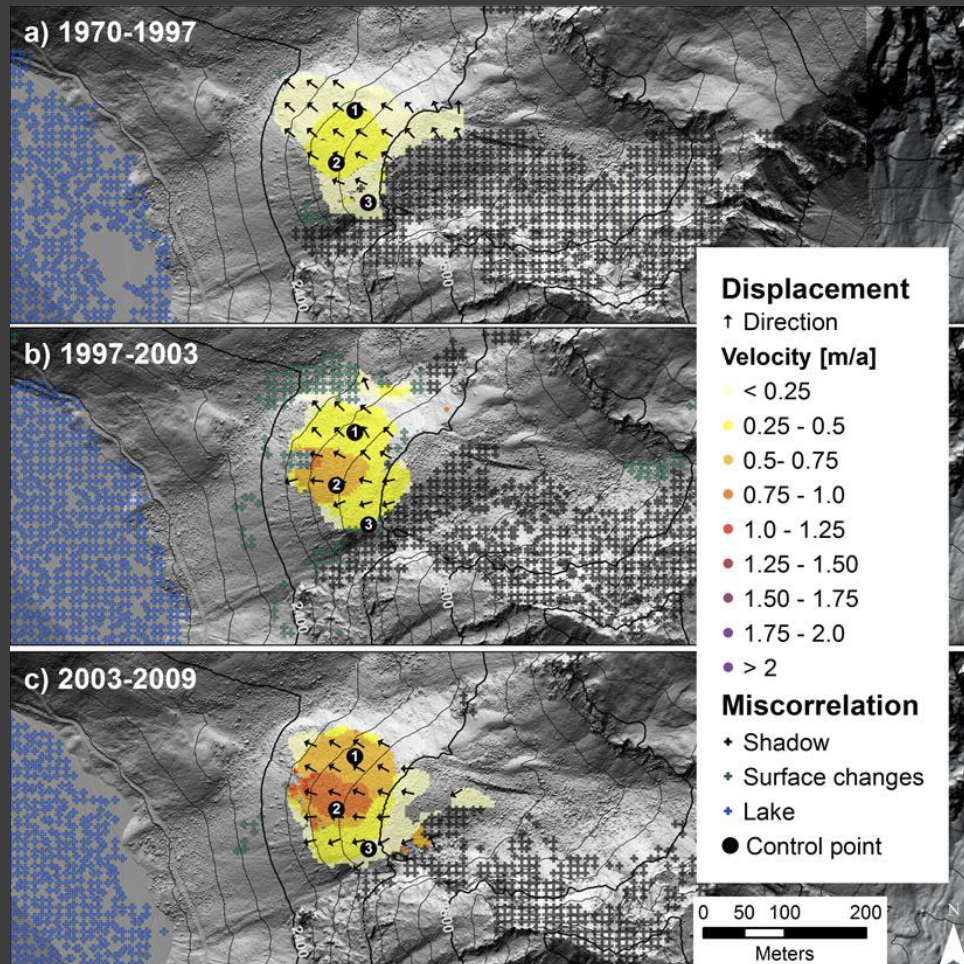 a) 1970-1997
1
2
3
b) 1997-2003
1
2
3
c) 2003-2009
1
2
3
Displacement
Direction
Velocity [m/a]
< 0.25
0.25 - 0.5
0.5- 0.75
0.75 - 1.0
1.0 - 1.25
1.25 - 1.50
1.50 - 1.75
1.75 - 2.0
> 2
Miscorrelation
Shadow
Surface changes
Lake
Control point
0 50 100 200
Meters
N